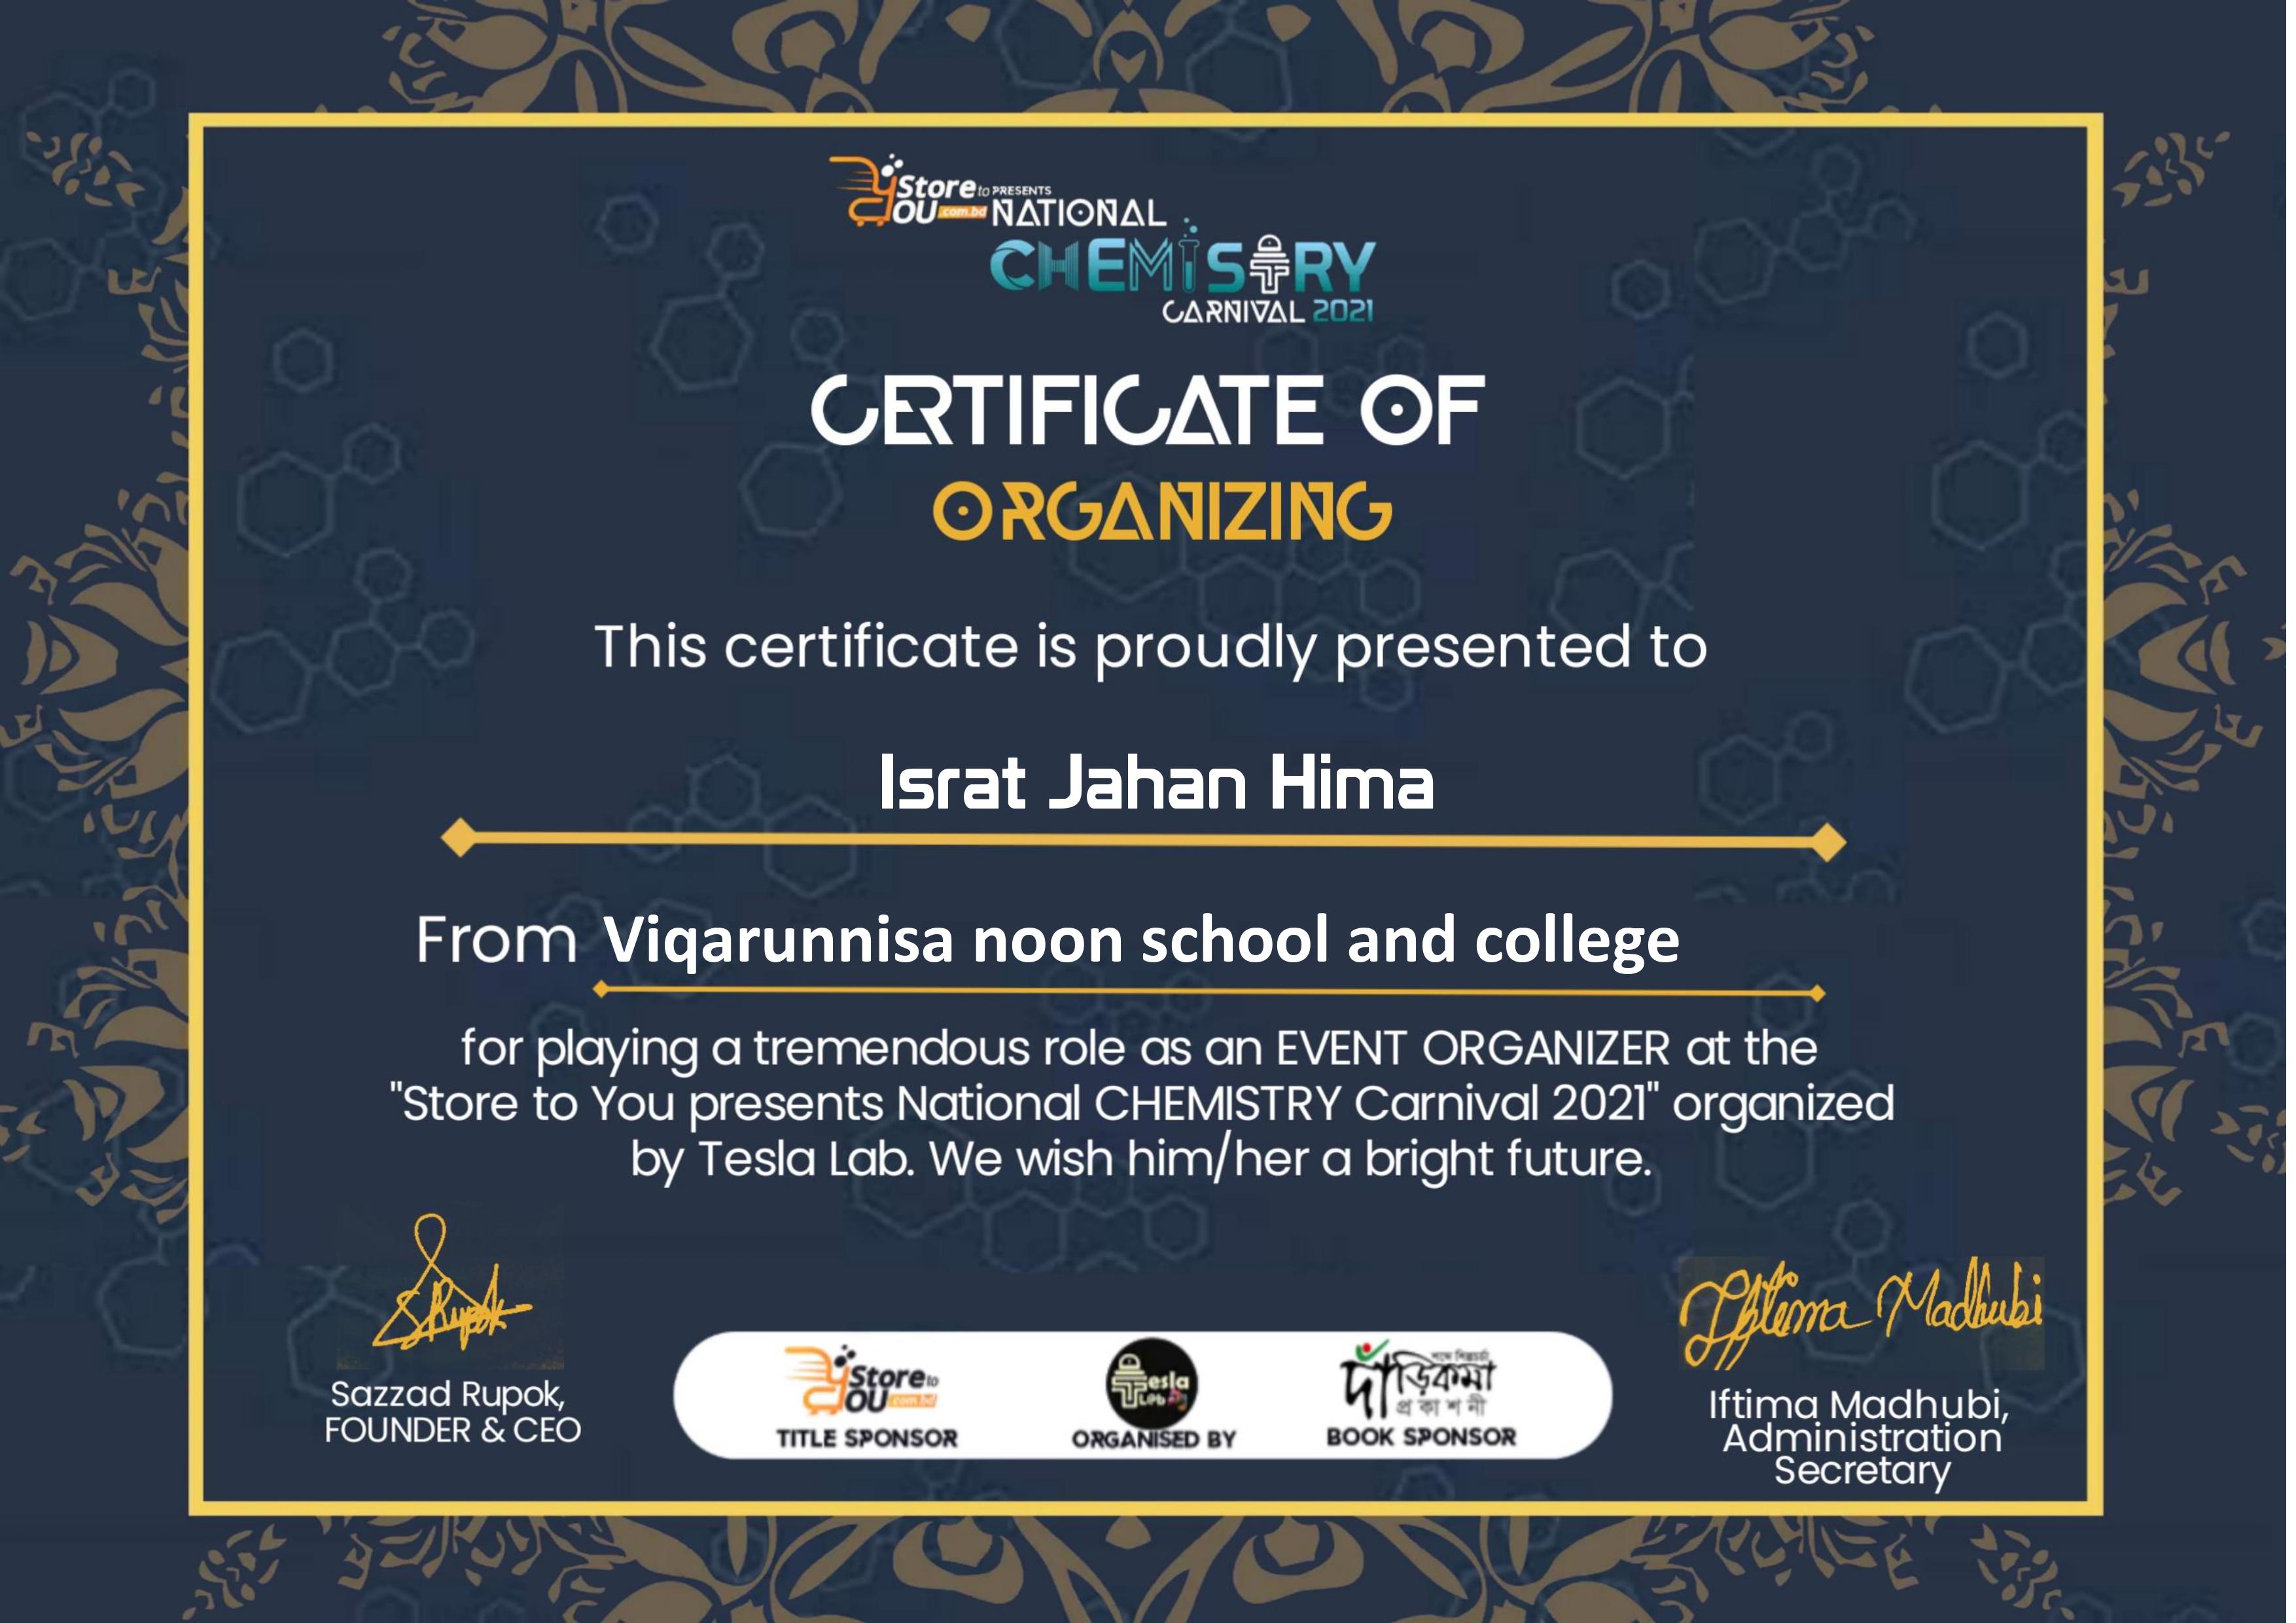 Store to PRESENTS
YOU .com.bd NATIONAL
CHEMISTRY
CARNIVAL 2021
CERTIFICATE OF
ORGANIZING
This certificate is proudly presented to
Israt Jahan Hima
From Viqarunnisa noon school and college
for playing a tremendous role as an EVENT ORGANIZER at the
"Store to You presents National CHEMISTRY Carnival 2021" organized
by Tesla Lab. We wish him/her a bright future.
SRupok
Iftima Madhubi
Sazzad Rupok,
FOUNDER & CEO
Store to
YOU .com.bd
TITLE SPONSOR
Tesla
Lab
ORGANISED BY
দাঁড়িকমা
প্রকাশনী
BOOK SPONSOR
Iftima Madhubi,
Administration
Secretary